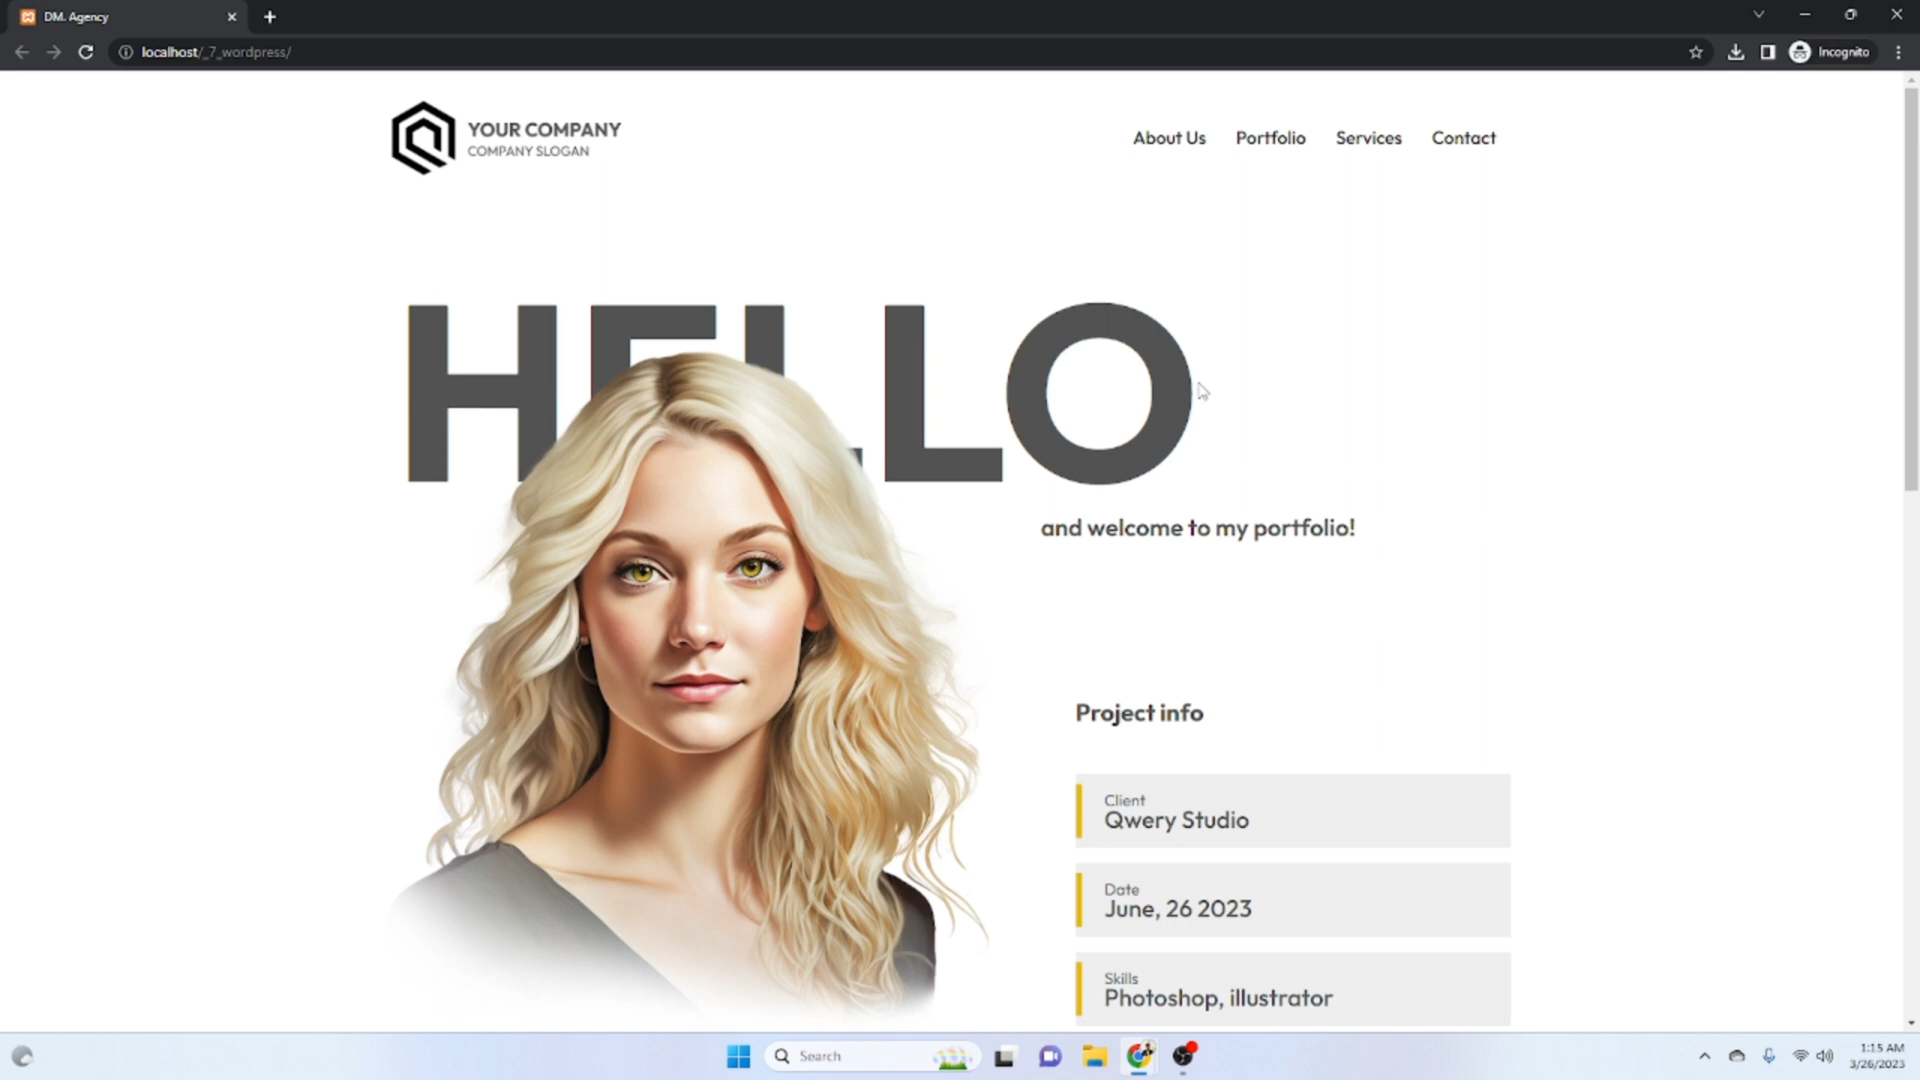 DM. Agency
localhost/_7_wordpress/
Incognito
YOUR COMPANY
COMPANY SLOGAN
About Us Portfolio Services Contact
HELLO
and welcome to my portfolio!
Project info
Client
Qwery Studio
Date
June, 26 2023
Skills
Photoshop, illustrator
Search
1:15 AM
3/26/2023